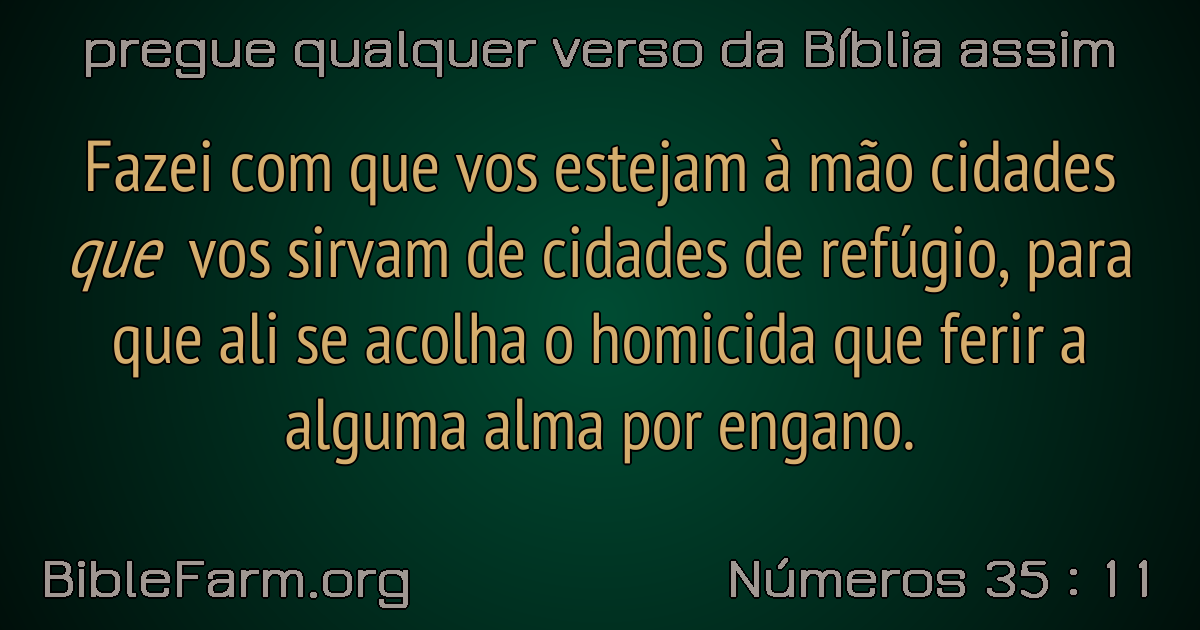 pregue qualquer verso da Bíblia assim
Fazei com que vos estejam à mão cidades
que vos sirvam de cidades de refúgio, para
que ali se acolha o homicida que ferir a
alguma alma por engano.
BibleFarm.org
Números 35 : 11